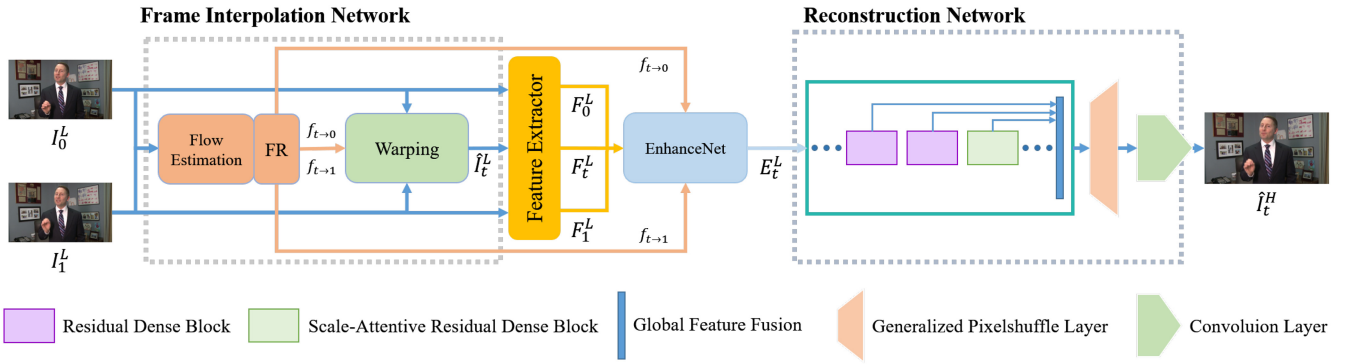 Frame Interpolation Network
Reconstruction Network
I_0^L
I_1^L
Flow
Estimation
FR
f_{t→0}
f_{t→1}
Warping
Î_t^L
Feature Extractor
F_0^L
F_t^L
F_1^L
f_{t→0}
f_{t→1}
EnhanceNet
E_t^L
Î_t^H
Residual Dense Block
Scale-Attentive Residual Dense Block
Global Feature Fusion
Generalized Pixelshuffle Layer
Convoluion Layer